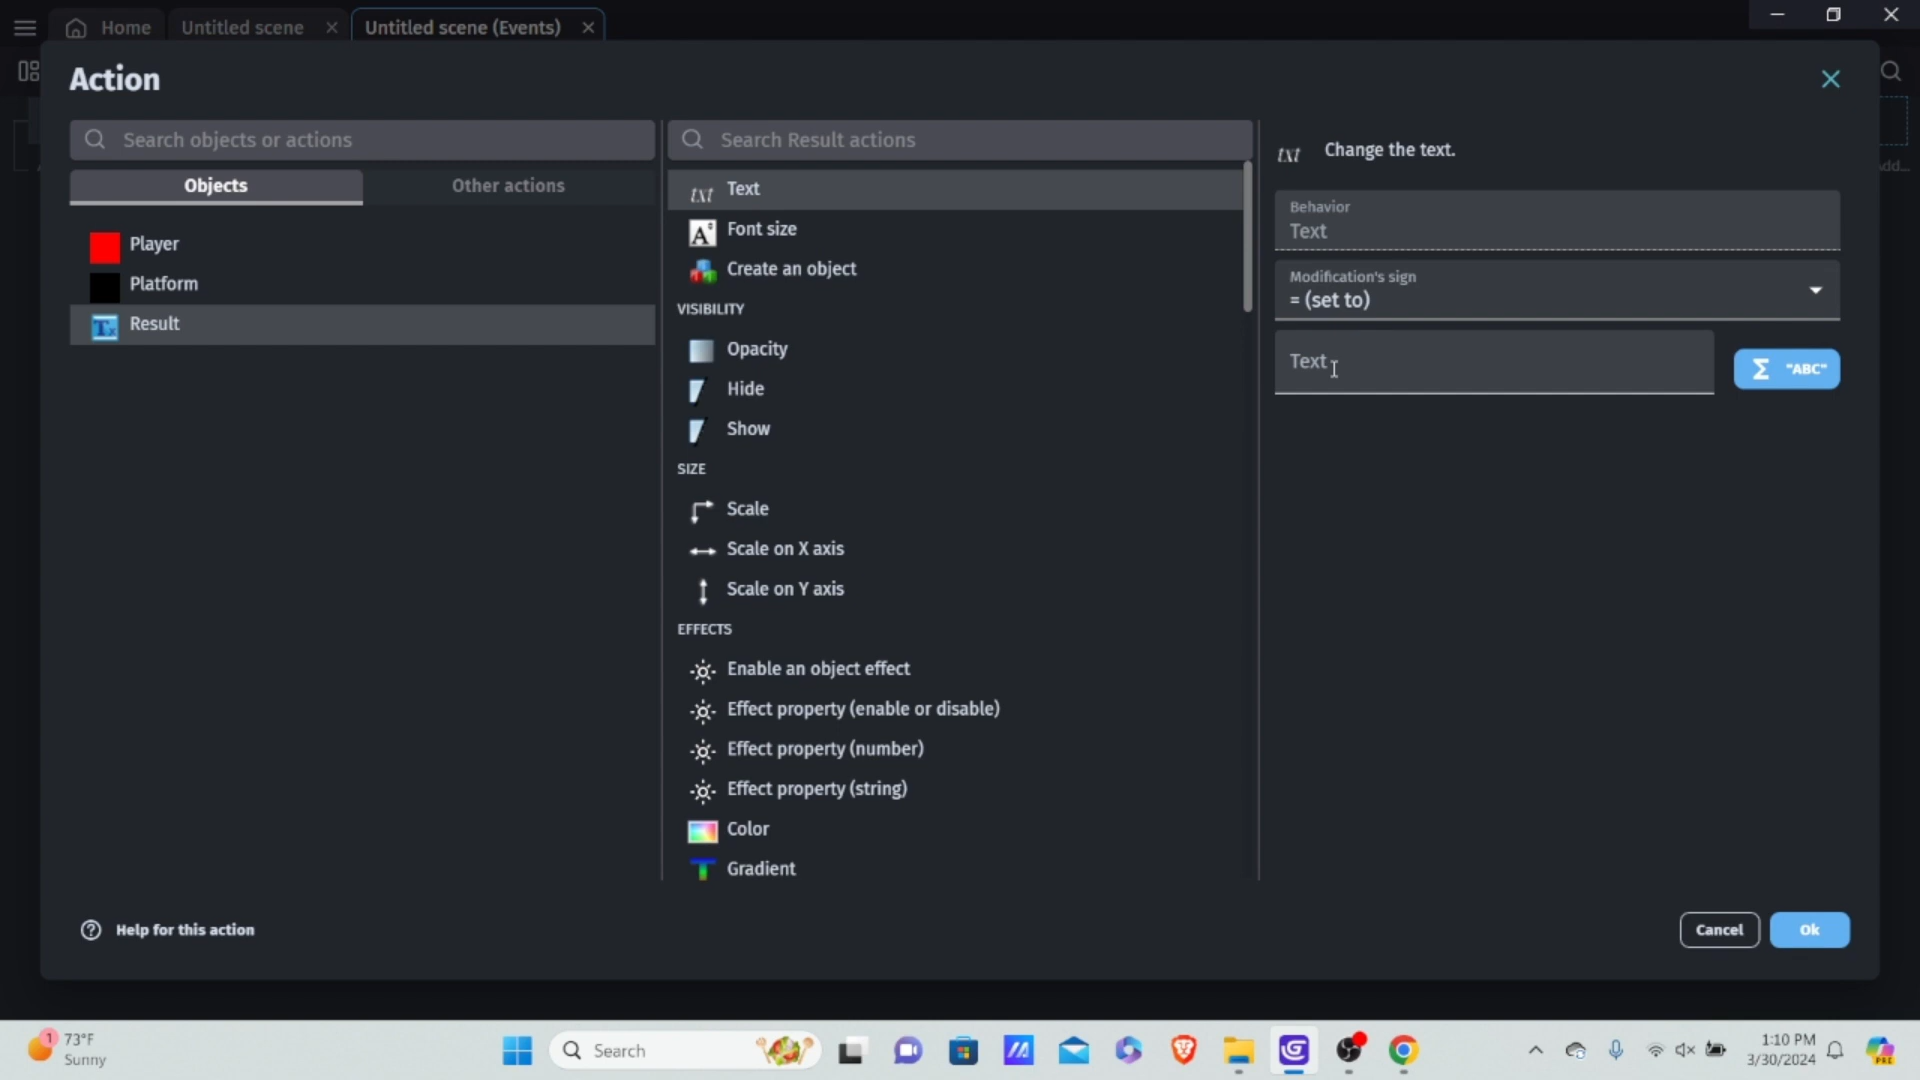 Home
Untitled scene
Untitled scene (Events)
Action
Search objects or actions
Objects
Other actions
Player
Platform
Result
Search Result actions
Text
Font size
Create an object
VISIBILITY
Opacity
Hide
Show
SIZE
Scale
Scale on X axis
Scale on Y axis
EFFECTS
Enable an object effect
Effect property (enable or disable)
Effect property (number)
Effect property (string)
Color
Gradient
Change the text.
Behavior
Text
Modification's sign
= (set to)
Text
Σ "ABC"
Add...
Help for this action
Cancel
Ok
1
73°F
Sunny
Search
1:10 PM
3/30/2024
PRE